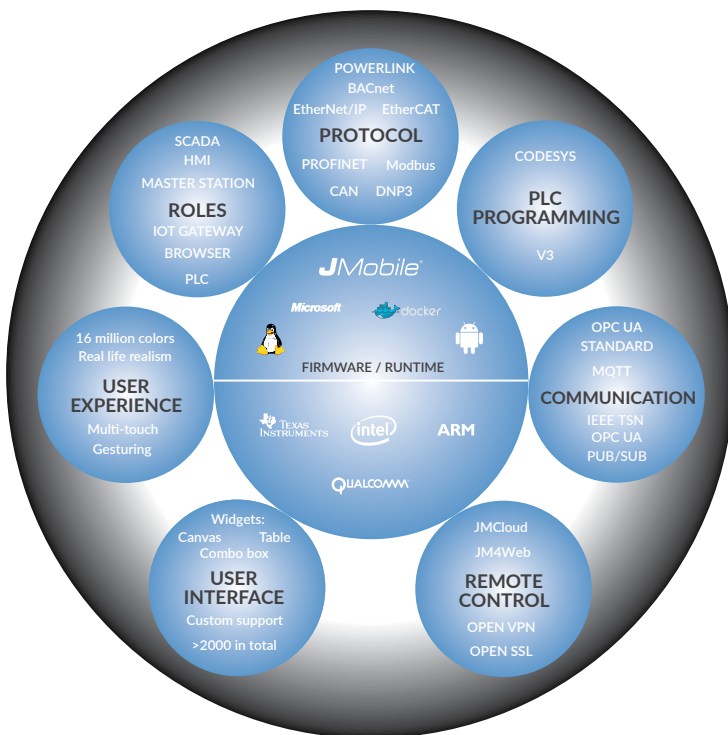 POWERLINK
BACnet
EtherNet/IP EtherCAT
PROTOCOL
PROFINET Modbus
CAN DNP3
SCADA
HMI
MASTER STATION
ROLES
IOT GATEWAY
BROWSER
PLC
CODESYS
PLC
PROGRAMMING
V3
JMobile®
Microsoft
docker
FIRMWARE / RUNTIME
TEXAS
INSTRUMENTS
intel
ARM
QUALCOMM
16 million colors
Real life realism
USER
EXPERIENCE
Multi-touch
Gesturing
OPC UA
STANDARD
MQTT
COMMUNICATION
IEEE TSN
OPC UA
PUB/SUB
Widgets:
Canvas Table
Combo box
USER
INTERFACE
Custom support
>2000 in total
JMCloud
JM4Web
REMOTE
CONTROL
OPEN VPN
OPEN SSL